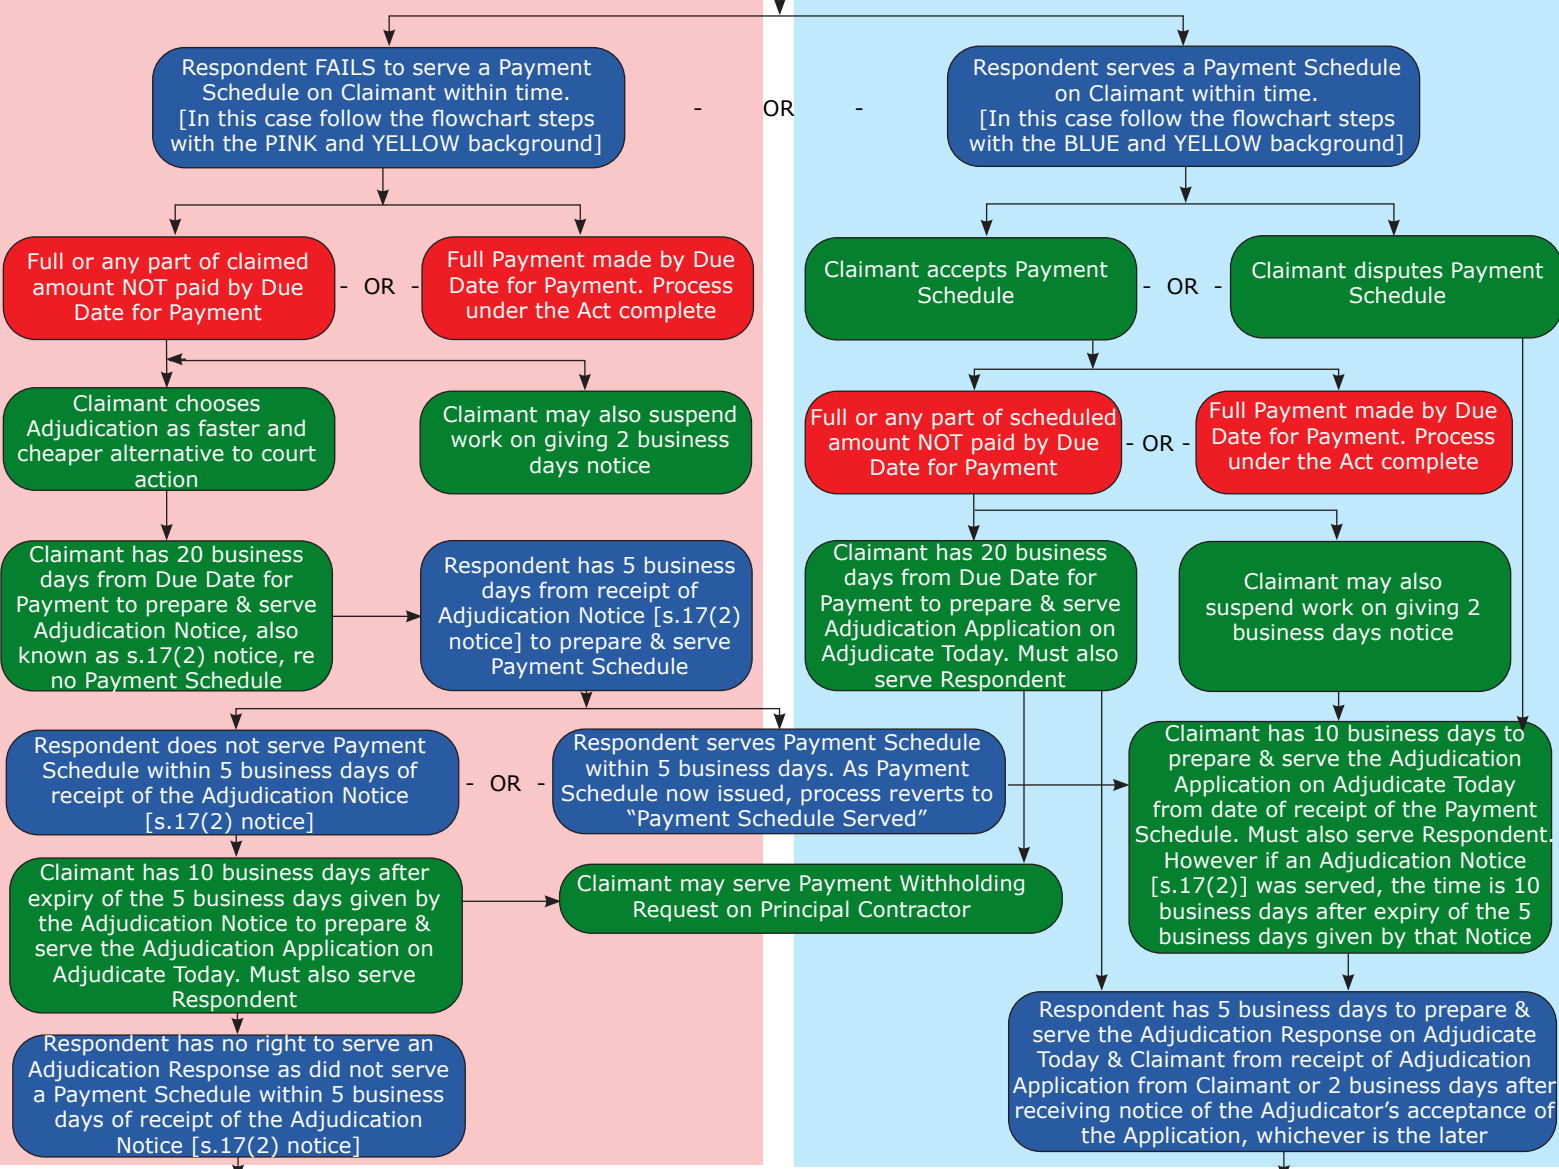 Respondent FAILS to serve a Payment
Schedule on Claimant within time.
[In this case follow the flowchart steps
with the PINK and YELLOW background]
- OR -
Respondent serves a Payment Schedule
on Claimant within time.
[In this case follow the flowchart steps
with the BLUE and YELLOW background]
Full or any part of claimed
amount NOT paid by Due
Date for Payment
- OR -
Full Payment made by Due
Date for Payment. Process
under the Act complete
Claimant accepts Payment
Schedule
- OR -
Claimant disputes Payment
Schedule
Claimant chooses
Adjudication as faster and
cheaper alternative to court
action
Claimant may also suspend
work on giving 2 business
days notice
Full or any part of scheduled
amount NOT paid by Due
Date for Payment
- OR -
Full Payment made by Due
Date for Payment. Process
under the Act complete
Claimant has 20 business
days from Due Date for
Payment to prepare & serve
Adjudication Notice, also
known as s.17(2) notice, re
no Payment Schedule
Respondent has 5 business
days from receipt of
Adjudication Notice [s.17(2)
notice] to prepare & serve
Payment Schedule
Claimant has 20 business
days from Due Date for
Payment to prepare & serve
Adjudication Application on
Adjudicate Today. Must also
serve Respondent
Claimant may also
suspend work on giving 2
business days notice
Respondent does not serve Payment
Schedule within 5 business days of
receipt of the Adjudication Notice
[s.17(2) notice]
- OR -
Respondent serves Payment Schedule
within 5 business days. As Payment
Schedule now issued, process reverts to
“Payment Schedule Served”
Claimant has 10 business days to
prepare & serve the Adjudication
Application on Adjudicate Today
from date of receipt of the Payment
Schedule. Must also serve Respondent.
However if an Adjudication Notice
[s.17(2)] was served, the time is 10
business days after expiry of the 5
business days given by that Notice
Claimant has 10 business days after
expiry of the 5 business days given by
the Adjudication Notice to prepare &
serve the Adjudication Application on
Adjudicate Today. Must also serve
Respondent
Claimant may serve Payment Withholding
Request on Principal Contractor
Respondent has no right to serve an
Adjudication Response as did not serve
a Payment Schedule within 5 business
days of receipt of the Adjudication
Notice [s.17(2) notice]
Respondent has 5 business days to prepare &
serve the Adjudication Response on Adjudicate
Today & Claimant from receipt of Adjudication
Application from Claimant or 2 business days after
receiving notice of the Adjudicator’s acceptance of
the Application, whichever is the later